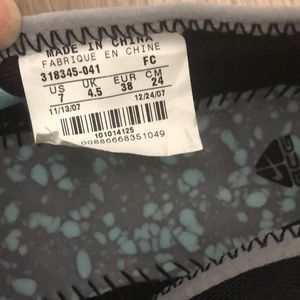 MADE IN CHINA
FABRIQUE EN CHINE
318345-041 FC
US UK EUR CM
7 4.5 38 24
11/13/07 12/24/07
101014125
00886668351049